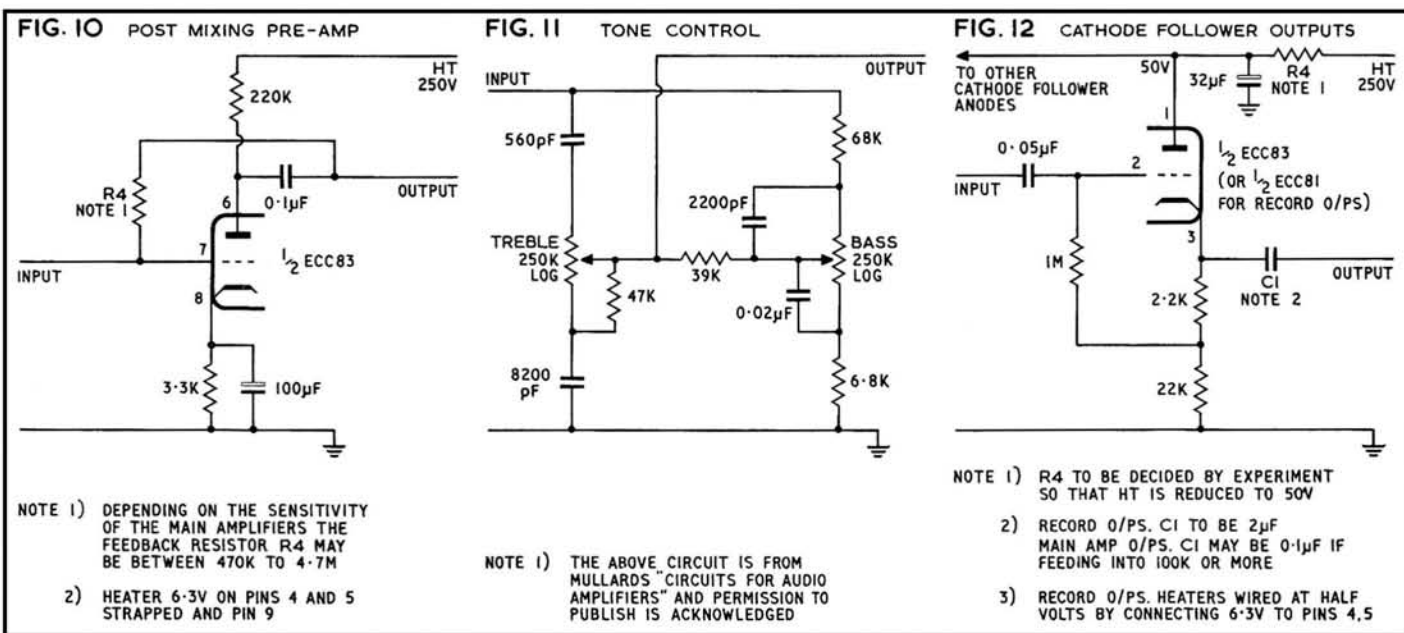 FIG. 10 POST MIXING PRE-AMP
HT
250V
220K
R4
NOTE 1
6
0·1µF
OUTPUT
7
INPUT
½ ECC83
8
3·3K
100µF
NOTE 1) DEPENDING ON THE SENSITIVITY
OF THE MAIN AMPLIFIERS THE
FEEDBACK RESISTOR R4 MAY
BE BETWEEN 470K TO 4·7M
2) HEATER 6·3V ON PINS 4 AND 5
STRAPPED AND PIN 9
FIG. 11 TONE CONTROL
INPUT
OUTPUT
560pF
68K
2200pF
TREBLE
250K
LOG
39K
BASS
250K
LOG
47K
0·02µF
8200
pF
6·8K
NOTE 1) THE ABOVE CIRCUIT IS FROM
MULLARDS "CIRCUITS FOR AUDIO
AMPLIFIERS" AND PERMISSION TO
PUBLISH IS ACKNOWLEDGED
FIG. 12 CATHODE FOLLOWER OUTPUTS
TO OTHER
CATHODE FOLLOWER
ANODES
50V
32µF
R4
NOTE 1
HT
250V
1
0·05µF
2
INPUT
½ ECC83
(OR ½ ECC81
FOR RECORD O/PS)
3
1M
C1
NOTE 2
OUTPUT
2·2K
22K
NOTE 1) R4 TO BE DECIDED BY EXPERIMENT
SO THAT HT IS REDUCED TO 50V
2) RECORD O/PS. C1 TO BE 2µF
MAIN AMP O/PS. C1 MAY BE 0·1µF IF
FEEDING INTO 100K OR MORE
3) RECORD O/PS. HEATERS WIRED AT HALF
VOLTS BY CONNECTING 6·3V TO PINS 4,5